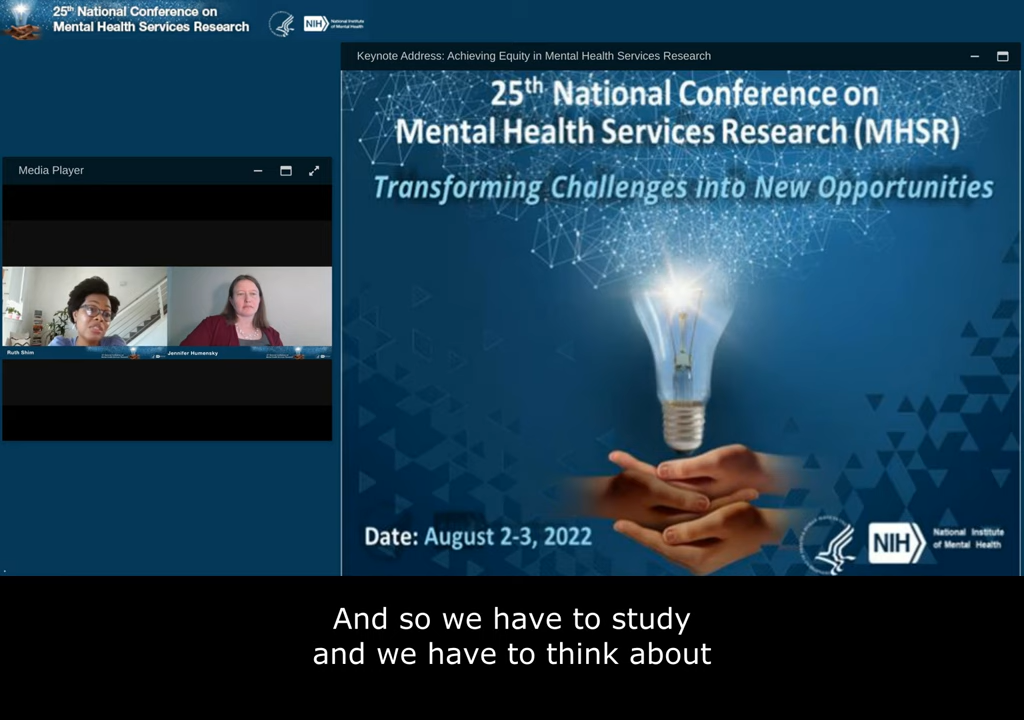 25th National Conference on
Mental Health Services Research
NIH
National Institute
of Mental Health
Keynote Address: Achieving Equity in Mental Health Services Research
Media Player
Ruth Shim
Jennifer Humensky
25th National Conference on
Mental Health Services Research (MHSR)
Transforming Challenges into New Opportunities
Date: August 2-3, 2022
NIH
National Institute
of Mental Health
And so we have to study
and we have to think about